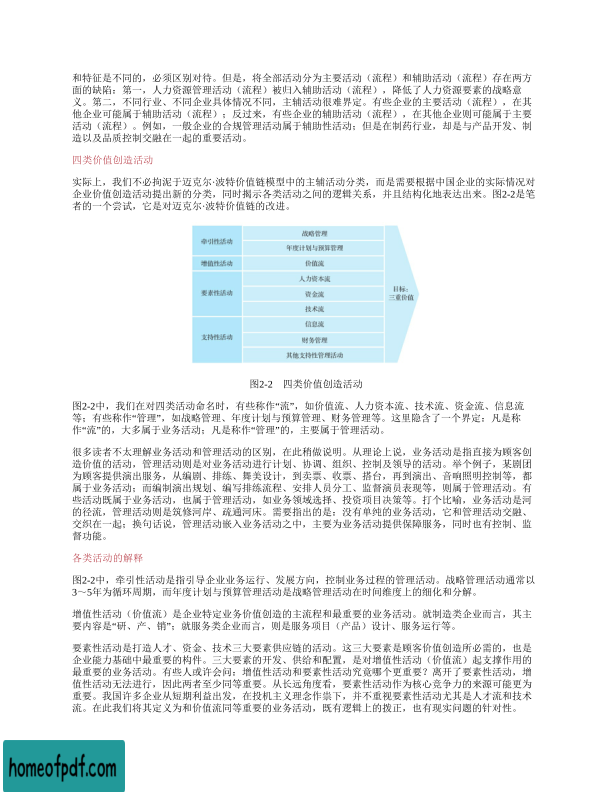 和特征是不同的，必须区别对待。但是，将全部活动分为主要活动（流程）和辅助活动（流程）存在两方
面的缺陷：第一，人力资源管理活动（流程）被归入辅助活动（流程），降低了人力资源要素的战略意
义。第二，不同行业、不同企业具体情况不同，主辅活动很难界定。有些企业的主要活动（流程），在其
他企业可能属于辅助活动（流程）；反过来，有些企业的辅助活动（流程），在其他企业则可能属于主要
活动（流程）。例如，一般企业的合规管理活动属于辅助性活动；但是在制药行业，却是与产品开发、制
造以及品质控制交融在一起的重要活动。
四类价值创造活动
实际上，我们不必拘泥于迈克尔·波特价值链模型中的主辅活动分类，而是需要根据中国企业的实际情况对
企业价值创造活动提出新的分类，同时揭示各类活动之间的逻辑关系，并且结构化地表达出来。图2-2是笔
者的一个尝试，它是对迈克尔·波特价值链的改进。
牵引性活动
战略管理
年度计划与预算管理
增值性活动
价值流
要素性活动
人力资本流
资金流
技术流
支持性活动
信息流
财务管理
其他支持性管理活动
目标：
三重价值
图2-2 四类价值创造活动
图2-2中，我们在对四类活动命名时，有些称作“流”，如价值流、人力资本流、技术流、资金流、信息流
等；有些称作“管理”，如战略管理、年度计划与预算管理、财务管理等。这里隐含了一个界定：凡是称
作“流”的，大多属于业务活动；凡是称作“管理”的，主要属于管理活动。
很多读者不太理解业务活动和管理活动的区别，在此稍做说明。从理论上说，业务活动是指直接为顾客创
造价值的活动，管理活动则是对业务活动进行计划、协调、组织、控制及领导的活动。举个例子，某剧团
为顾客提供演出服务，从编剧、排练、舞美设计，到卖票、收票、搭台，再到演出、音响照明控制等，都
属于业务活动；而编制演出规划、编写排练流程、安排人员分工、监督演员表现等，则属于管理活动。有
些活动既属于业务活动，也属于管理活动，如业务领域选择、投资项目决策等。打个比喻，业务活动是河
的径流，管理活动则是筑修河岸、疏通河床。需要指出的是：没有单纯的业务活动，它和管理活动交融、
交织在一起；换句话说，管理活动嵌入业务活动之中，主要为业务活动提供保障服务，同时也有控制、监
督功能。
各类活动的解释
图2-2中，牵引性活动是指引导企业业务运行、发展方向，控制业务过程的管理活动。战略管理活动通常以
3～5年为循环周期，而年度计划与预算管理活动是战略管理活动在时间维度上的细化和分解。
增值性活动（价值流）是企业特定业务价值创造的主流程和最重要的业务活动。就制造类企业而言，其主
要内容是“研、产、销”；就服务类企业而言，则是服务项目（产品）设计、服务运行等。
要素性活动是打造人才、资金、技术三大要素供应链的活动。这三大要素是顾客价值创造所必需的，也是
企业能力基础中最重要的构件。三大要素的开发、供给和配置，是对增值性活动（价值流）起支撑作用的
最重要的业务活动。有些人或许会问：增值性活动和要素性活动究竟哪个更重要？离开了要素性活动，增
值性活动无法进行，因此两者至少同等重要。从长远角度看，要素性活动作为核心竞争力的来源可能更为
重要。我国许多企业从短期利益出发，在投机主义理念作祟下，并不重视要素性活动尤其是人才流和技术
流。在此我们将其定义为和价值流同等重要的业务活动，既有逻辑上的拨正，也有现实问题的针对性。
homeofpdf.com